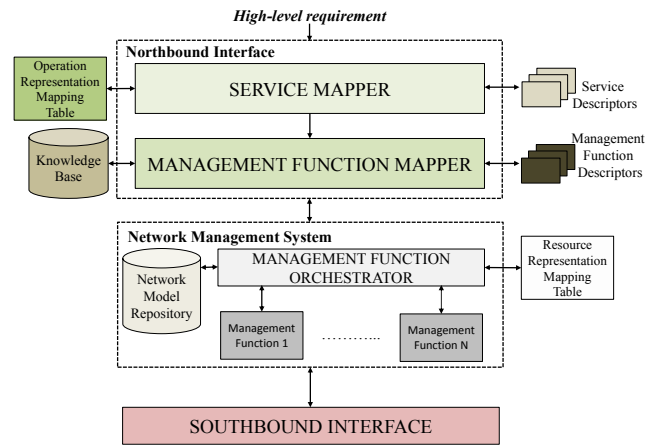 High-level requirement
Northbound Interface
Operation
Representation
Mapping
Table
SERVICE MAPPER
Service
Descriptors
Knowledge
Base
MANAGEMENT FUNCTION MAPPER
Management
Function
Descriptors
Network Management System
Network
Model
Repository
MANAGEMENT FUNCTION
ORCHESTRATOR
Resource
Representation
Mapping
Table
Management
Function 1
………...
Management
Function N
SOUTHBOUND INTERFACE